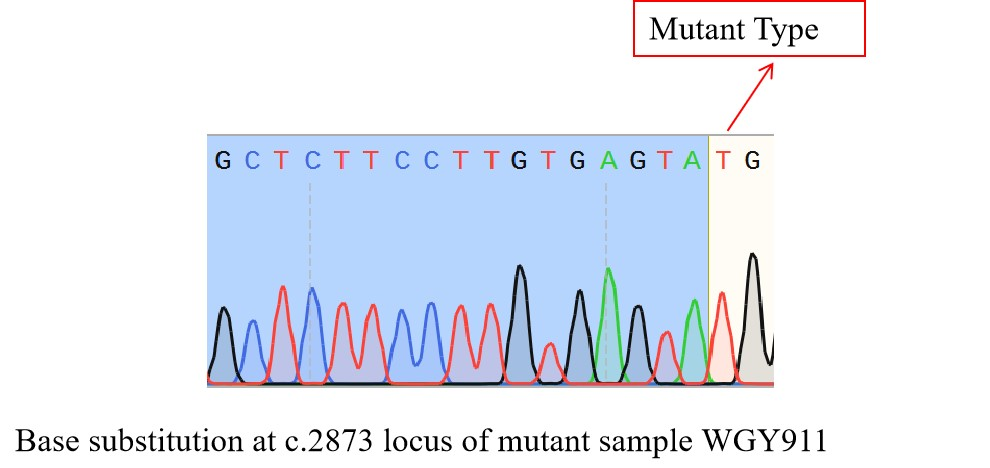 Mutant Type
G C T C T T C C T T G T G A G T A T G
Base substitution at c.2873 locus of mutant sample WGY911